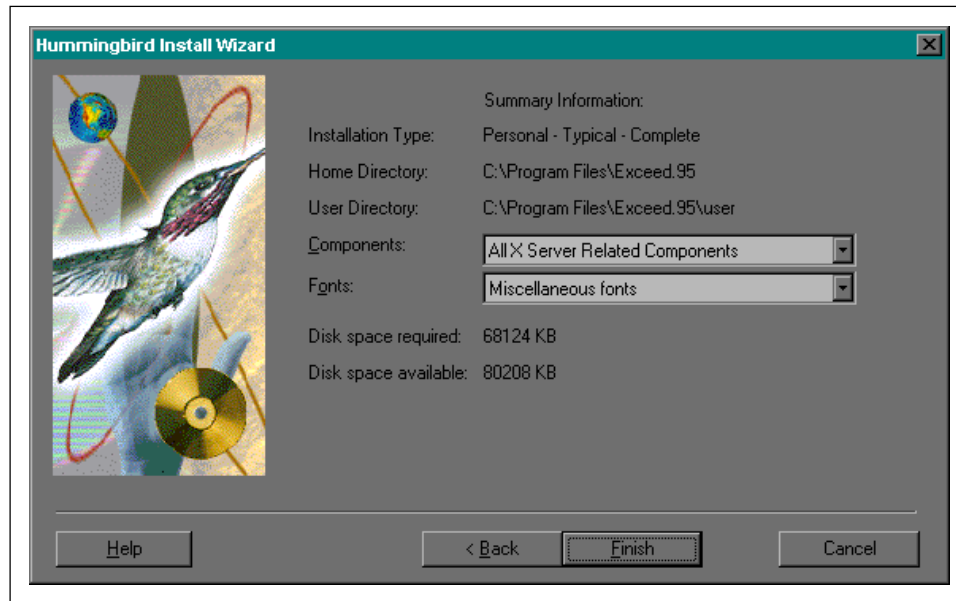 Hummingbird Install Wizard
Summary Information:
Installation Type: Personal - Typical - Complete
Home Directory: C:\Program Files\Exceed.95
User Directory: C:\Program Files\Exceed.95\user
Components: All X Server Related Components
Fonts: Miscellaneous fonts
Disk space required: 68124 KB
Disk space available: 80208 KB
Help < Back Finish Cancel